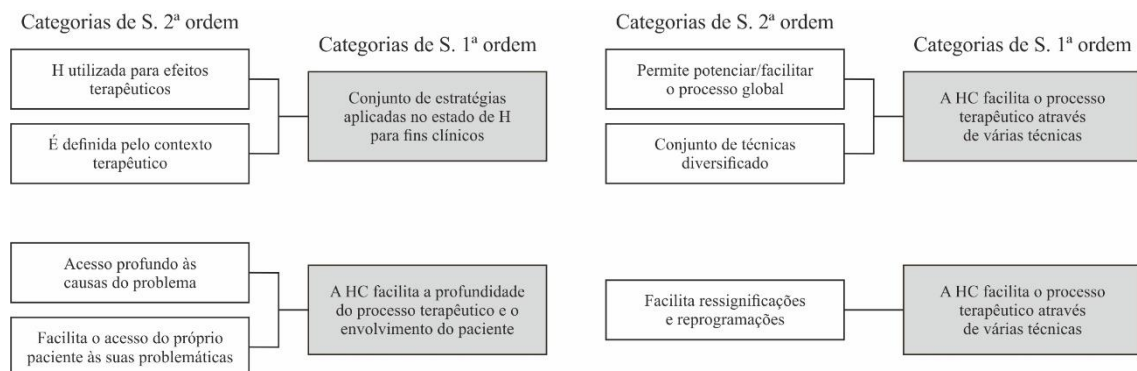 Categorias de S. 2ª ordem
Categorias de S. 1ª ordem
H utilizada para efeitos
terapêuticos
É definida pelo contexto
terapêutico
Conjunto de estratégias
aplicadas no estado de H
para fins clínicos
Categorias de S. 2ª ordem
Categorias de S. 1ª ordem
Permite potenciar/facilitar
o processo global
Conjunto de técnicas
diversificado
A HC facilita o processo
terapêutico através
de várias técnicas
Acesso profundo às
causas do problema
Facilita o acesso do próprio
paciente às suas problemáticas
A HC facilita a profundidade
do processo terapêutico e o
envolvimento do paciente
Facilita ressignificações
e reprogramações
A HC facilita o processo
terapêutico através
de várias técnicas